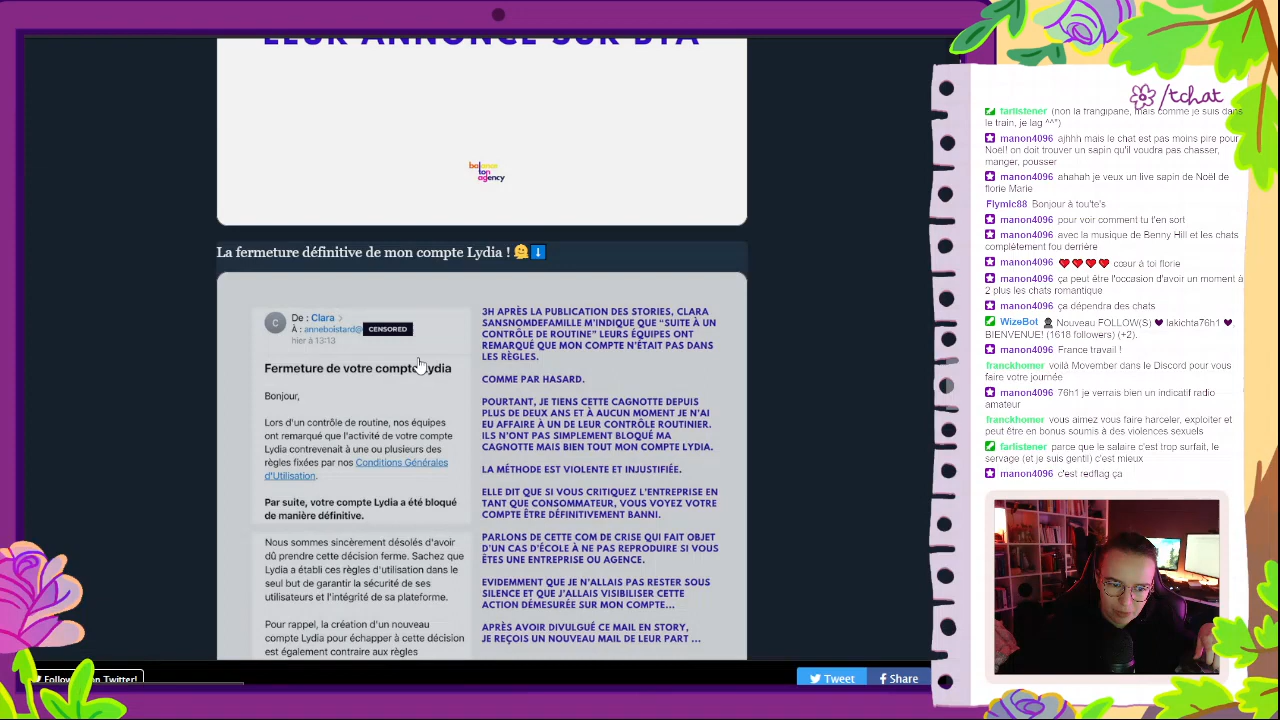 LEUR ANNONCE SUR BTA
balance
ton
agency
La fermeture définitive de mon compte Lydia ! 🫠⬇️
C
De : Clara >
À : anneboistard@ CENSORED
hier à 13:13
Fermeture de votre compte Lydia
Bonjour,
Lors d'un contrôle de routine, nos équipes
ont remarqué que l'activité de votre compte
Lydia contrevenait à une ou plusieurs des
règles fixées par nos Conditions Générales
d'Utilisation.
Par suite, votre compte Lydia a été bloqué
de manière définitive.
Nous sommes sincèrement désolés d'avoir
dû prendre cette décision ferme. Sachez que
Lydia a établi ces règles d'utilisation dans le
seul but de garantir la sécurité de ses
utilisateurs et l'intégrité de sa plateforme.
Pour rappel, la création d'un nouveau
compte Lydia pour échapper à cette décision
est également contraire aux règles
3H APRÈS LA PUBLICATION DES STORIES, CLARA
SANSNOMDEFAMILLE M'INDIQUE QUE "SUITE À UN
CONTRÔLE DE ROUTINE" LEURS ÉQUIPES ONT
REMARQUÉ QUE MON COMPTE N'ÉTAIT PAS DANS
LES RÈGLES.
COMME PAR HASARD.
POURTANT, JE TIENS CETTE CAGNOTTE DEPUIS
PLUS DE DEUX ANS ET À AUCUN MOMENT JE N'AI
EU AFFAIRE À UN DE LEUR CONTRÔLE ROUTINIER.
ILS N'ONT PAS SIMPLEMENT BLOQUÉ MA
CAGNOTTE MAIS BIEN TOUT MON COMPTE LYDIA.
LA MÉTHODE EST VIOLENTE ET INJUSTIFIÉE.
ELLE DIT QUE SI VOUS CRITIQUEZ L'ENTREPRISE EN
TANT QUE CONSOMMATEUR, VOUS VOYEZ VOTRE
COMPTE ÊTRE DÉFINITIVEMENT BANNI.
PARLONS DE CETTE COM DE CRISE QUI FAIT OBJET
D'UN CAS D'ÉCOLE À NE PAS REPRODUIRE SI VOUS
ÊTES UNE ENTREPRISE OU AGENCE.
EVIDEMMENT QUE JE N'ALLAIS PAS RESTER SOUS
SILENCE ET QUE J'ALLAIS VISIBILISER CETTE
ACTION DÉMESURÉE SUR MON COMPTE...
APRÈS AVOIR DIVULGUÉ CE MAIL EN STORY,
JE REÇOIS UN NOUVEAU MAIL DE LEUR PART ...
Follow on Twitter!
Tweet
Share
/tchat
farlistener (non la frangipane, mais comme je suis dans
le train, je lag ^^")
manon4096 ajhhh mais le chat est pas moins pire pour
Noël! on doit trouver un sapin qu'il voudra pas chasser,
manger, pousser
manon4096 ahahah je veux un live sapin de Noël de
florie Marie
Flymic88 Bonjour à tou'te's
manon4096 pour voir comment tu t'en sort
manon4096 avec la musique de Benny Hill et les chats
complètement fou derrière
manon4096 ♥♥♥♥ cœur à toi florie
manon4096 ça peut être l'occasion d'avoir un moment à
2 plus les chats romantique
manon4096 ça dépend des chats
WizeBot Nouveau FOLLOW(S) ♥ lakichta76h1 ♥,
BIENVENUE! (1618 followers) (+2).
manon4096 France travail !
franckhomer voilà Movember dans le Discord pour vous
faire votre journée
manon4096 76h1 je verrais bien un indicatif radio
amateur
franckhomer vous aimez vous faire harceler, exploiter et
peut être en bonus soumis à des violences sexuels
farlistener parce que le salaire c'est trop surfait, le
servage (et je suis gentil) c'est mieux
manon4096 c'est redflag ça